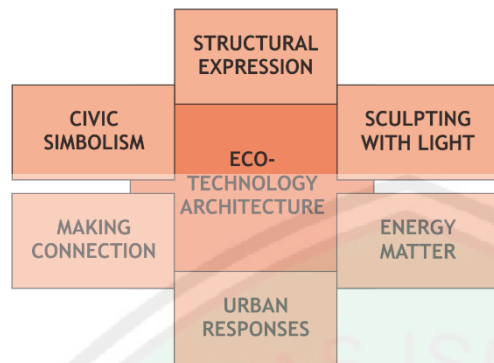 STRUCTURAL
EXPRESSION
CIVIC
SIMBOLISM
SCULPTING
WITH LIGHT
ECO-
TECHNOLOGY
ARCHITECTURE
MAKING
CONNECTION
ENERGY
MATTER
URBAN
RESPONSES